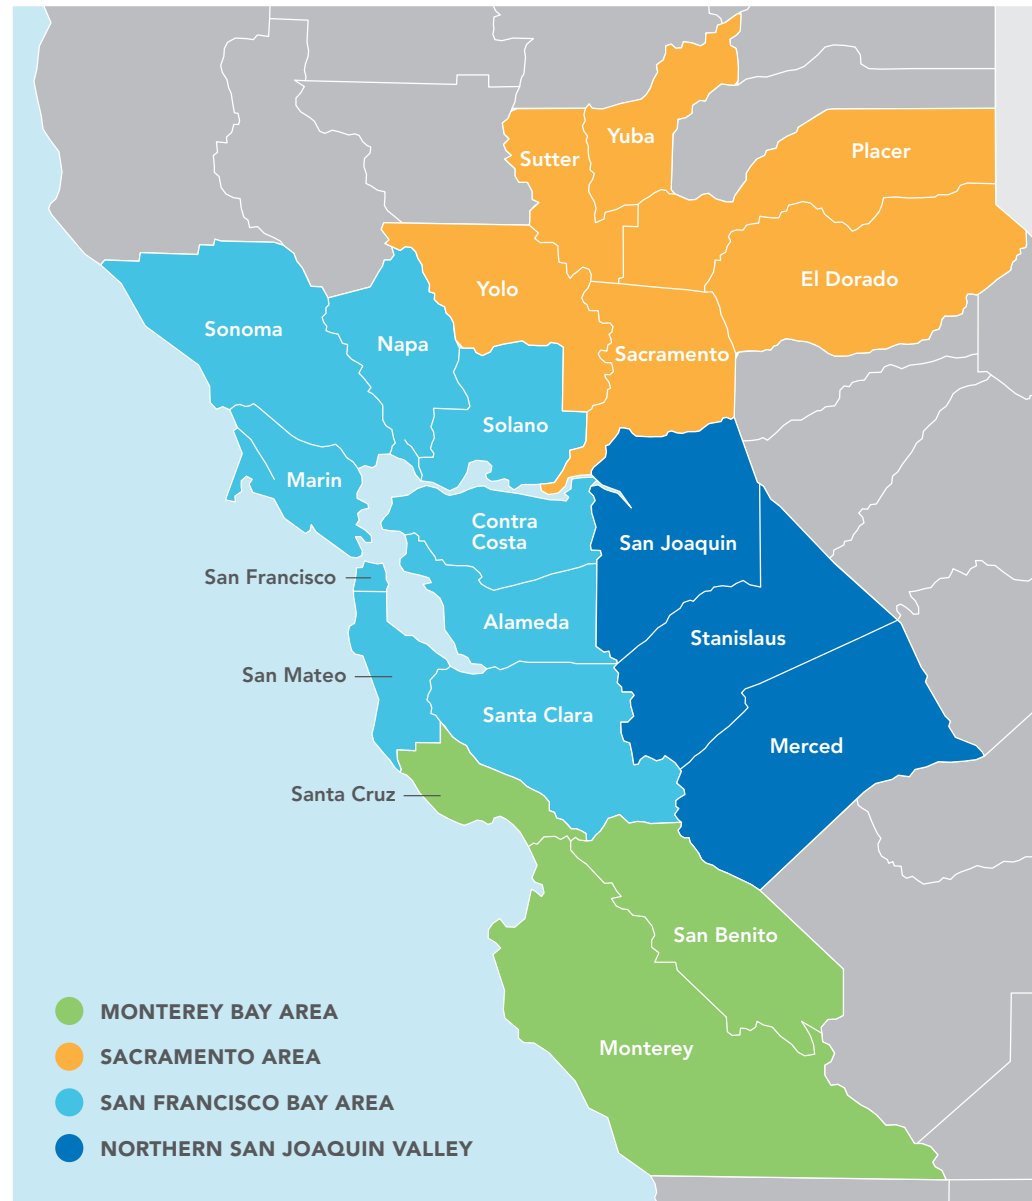 Yuba
Sutter
Placer
El Dorado
Yolo
Sonoma
Napa
Sacramento
Solano
Marin
Contra
Costa
San Joaquin
San Francisco
Alameda
Stanislaus
San Mateo
Santa Clara
Merced
Santa Cruz
San Benito
Monterey
MONTEREY BAY AREA
SACRAMENTO AREA
SAN FRANCISCO BAY AREA
NORTHERN SAN JOAQUIN VALLEY